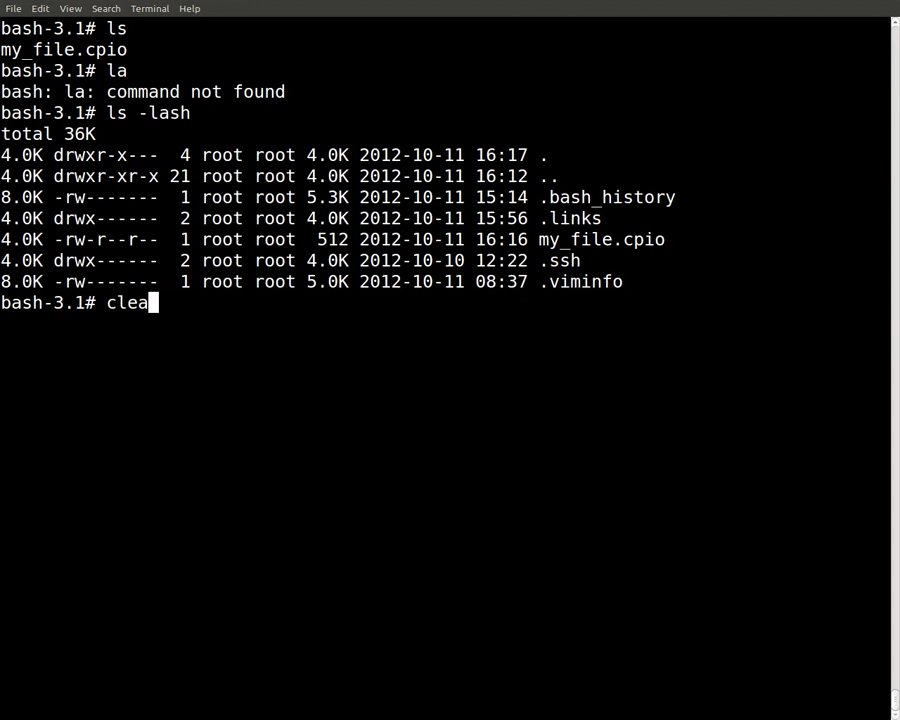 File Edit View Search Terminal Help
bash-3.1# ls
my_file.cpio
bash-3.1# la
bash: la: command not found
bash-3.1# ls -lash
total 36K
4.0K drwxr-x---  4 root root 4.0K 2012-10-11 16:17 .
4.0K drwxr-xr-x 21 root root 4.0K 2012-10-11 16:12 ..
8.0K -rw-------  1 root root 5.3K 2012-10-11 15:14 .bash_history
4.0K drwx------  2 root root 4.0K 2012-10-11 15:56 .links
4.0K -rw-r--r--  1 root root  512 2012-10-11 16:16 my_file.cpio
4.0K drwx------  2 root root 4.0K 2012-10-10 12:22 .ssh
8.0K -rw-------  1 root root 5.0K 2012-10-11 08:37 .viminfo
bash-3.1# clea